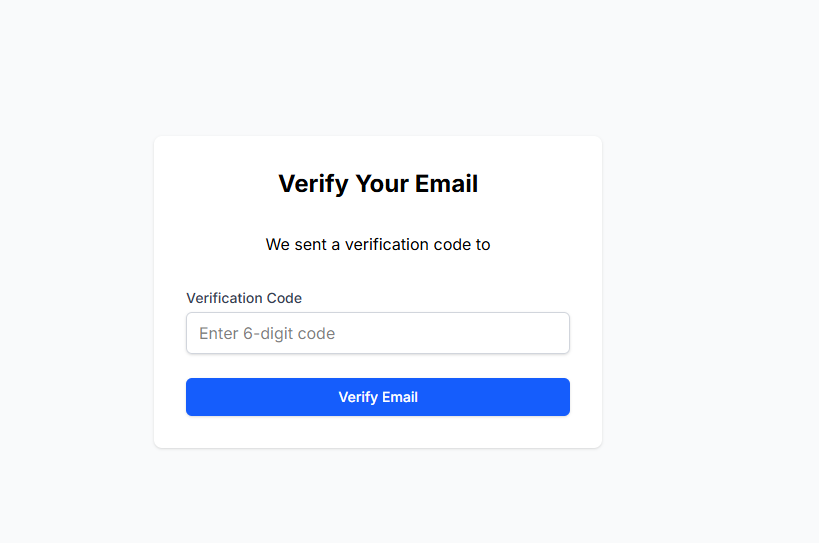 Verify Your Email
We sent a verification code to
Verification Code
Enter 6-digit code
Verify Email